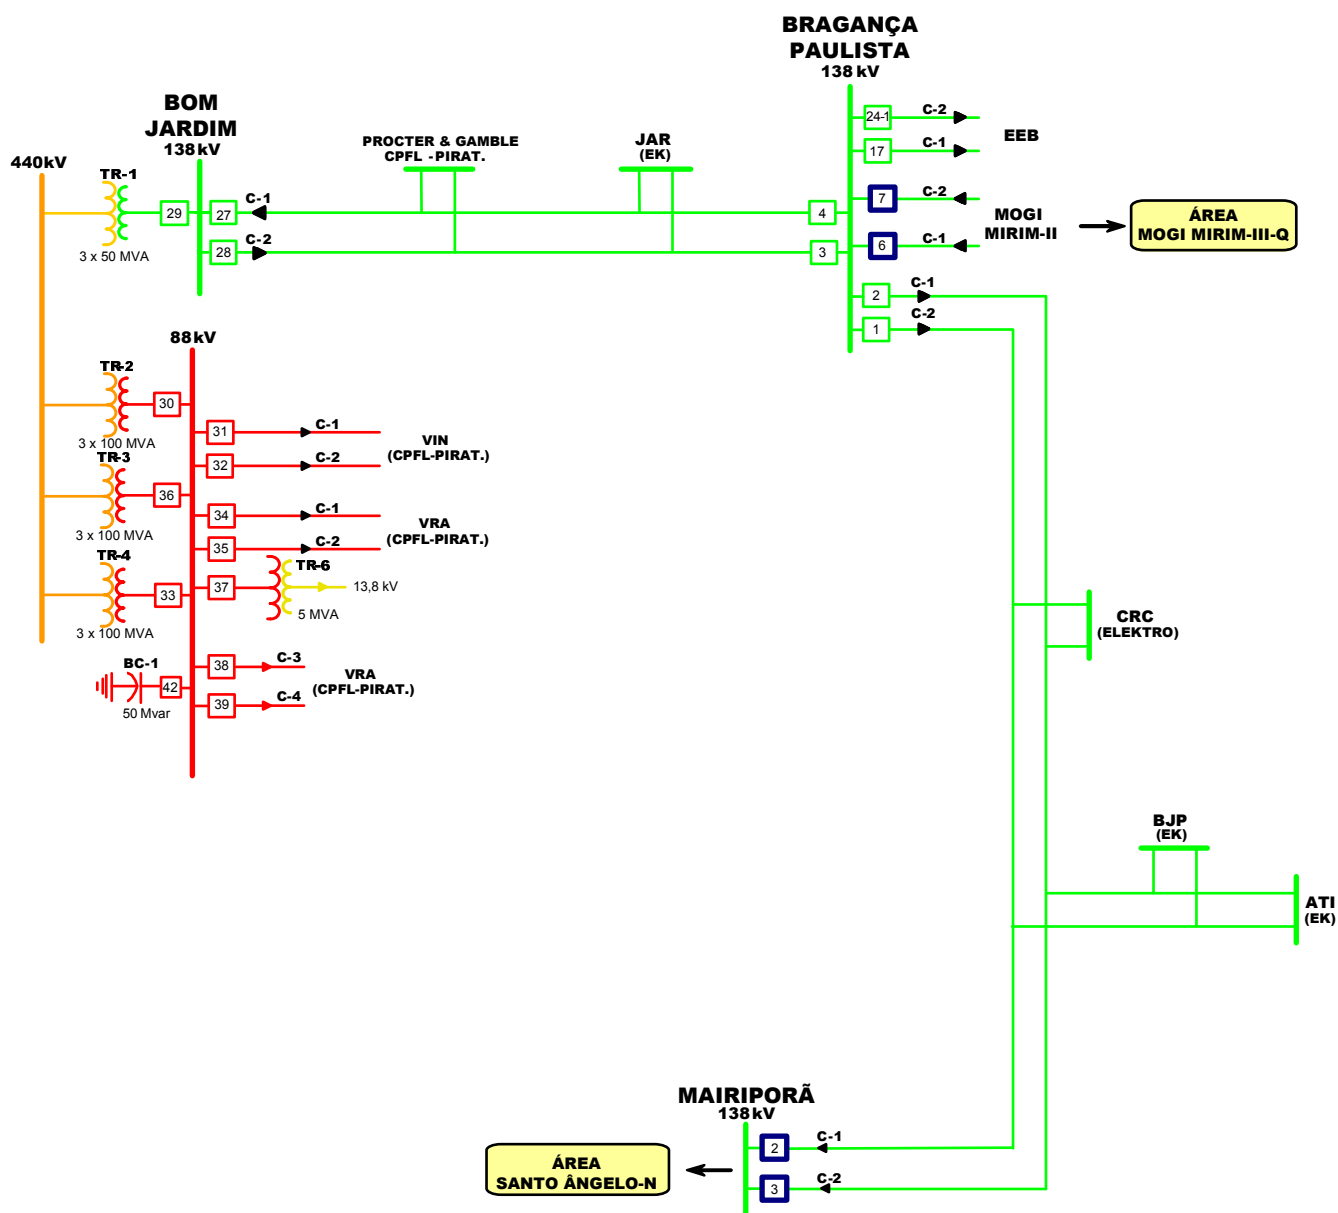 BRAGANÇA
PAULISTA
138 kV
BOM
JARDIM
138kV
440kV
TR-1
3 x 50 MVA
29
27
C-1
28
C-2
PROCTER & GAMBLE
CPFL -PIRAT.
JAR
(EK)
4
3
24-1
C-2
17
C-1
EEB
7
C-2
6
C-1
MOGI
MIRIM-II
ÁREA
MOGI MIRIM-III-Q
2
C-1
1
C-2
88kV
TR-2
30
3 x 100 MVA
TR-3
36
3 x 100 MVA
TR-4
33
3 x 100 MVA
31
C-1
32
C-2
VIN
(CPFL-PIRAT.)
34
C-1
35
C-2
VRA
(CPFL-PIRAT.)
37
TR-6
13,8 kV
5 MVA
BC-1
42
50 Mvar
38
C-3
39
C-4
VRA
(CPFL-PIRAT.)
CRC
(ELEKTRO)
BJP
(EK)
ATI
(EK)
MAIRIPORÃ
138kV
2
C-1
3
C-2
ÁREA
SANTO ÂNGELO-N